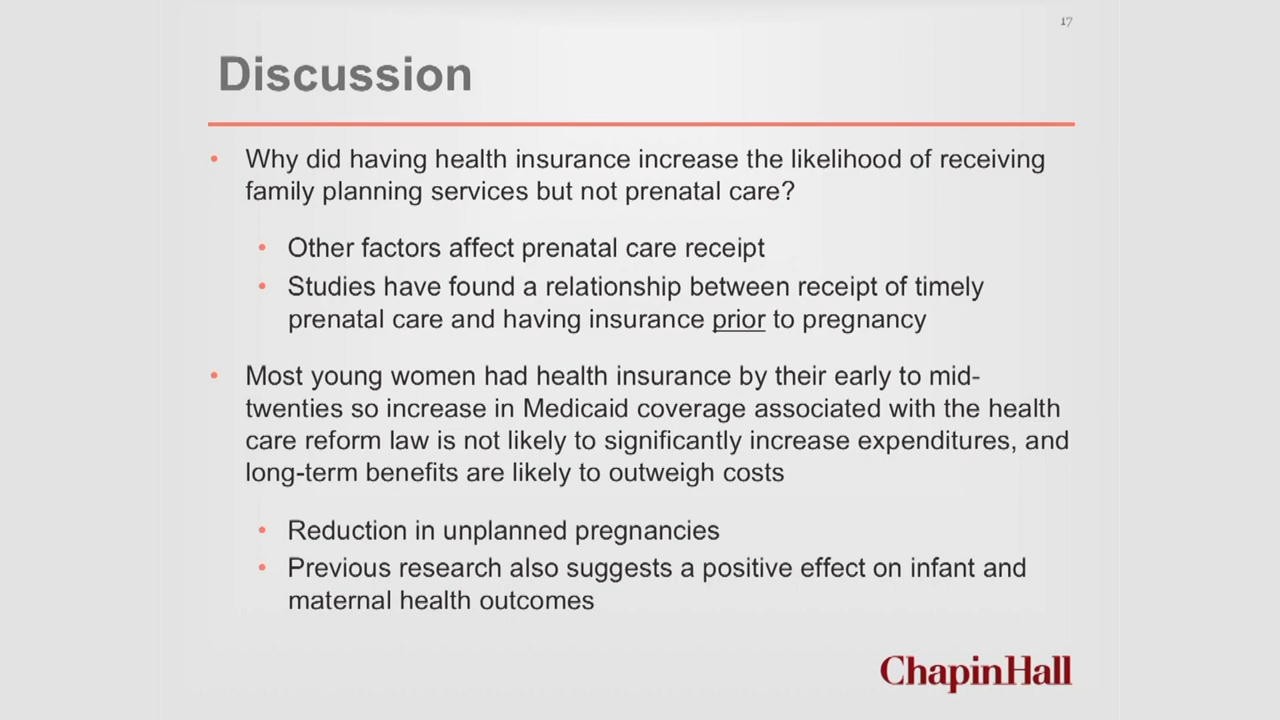 17
Discussion
• Why did having health insurance increase the likelihood of receiving
family planning services but not prenatal care?
• Other factors affect prenatal care receipt
• Studies have found a relationship between receipt of timely
prenatal care and having insurance prior to pregnancy
• Most young women had health insurance by their early to mid-
twenties so increase in Medicaid coverage associated with the health
care reform law is not likely to significantly increase expenditures, and
long-term benefits are likely to outweigh costs
• Reduction in unplanned pregnancies
• Previous research also suggests a positive effect on infant and
maternal health outcomes
ChapinHall